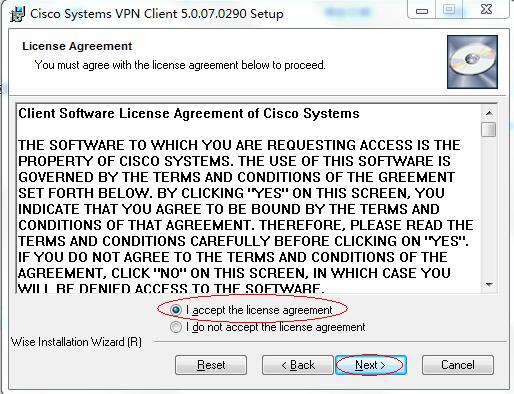 Cisco Systems VPN Client 5.0.07.0290 Setup
License Agreement
You must agree with the license agreement below to proceed.
Client Software License Agreement of Cisco Systems
THE SOFTWARE TO WHICH YOU ARE REQUESTING ACCESS IS THE
PROPERTY OF CISCO SYSTEMS. THE USE OF THIS SOFTWARE IS
GOVERNED BY THE TERMS AND CONDITIONS OF THE GREEMENT
SET FORTH BELOW. BY CLICKING "YES" ON THIS SCREEN, YOU
INDICATE THAT YOU AGREE TO BE BOUND BY THE TERMS AND
CONDITIONS OF THAT AGREEMENT. THEREFORE, PLEASE READ THE
TERMS AND CONDITIONS CAREFULLY BEFORE CLICKING ON "YES".
IF YOU DO NOT AGREE TO THE TERMS AND CONDITIONS OF THE
AGREEMENT, CLICK "NO" ON THIS SCREEN, IN WHICH CASE YOU
WILL BE DENIED ACCESS TO THE SOFTWARE.
I accept the license agreement
I do not accept the license agreement
Wise Installation Wizard (R)
Reset
< Back
Next >
Cancel